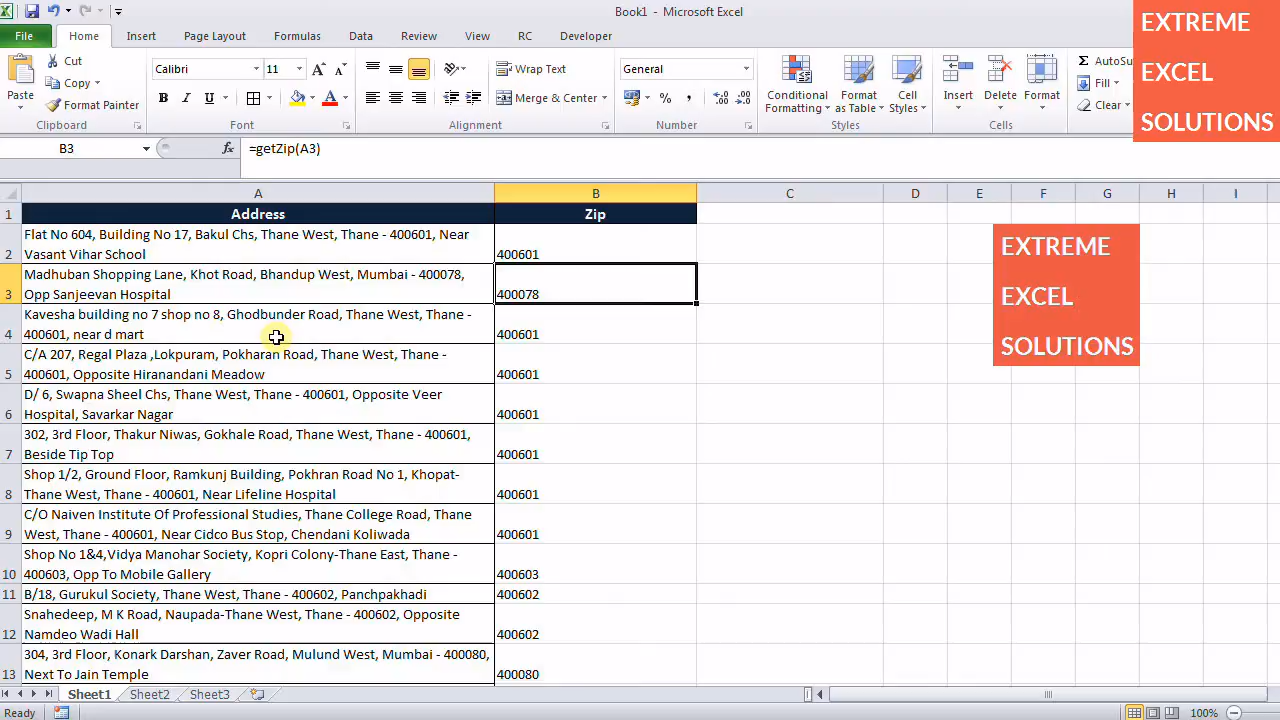 Book1 - Microsoft Excel
File Home Insert Page Layout Formulas Data Review View RC Developer
Paste
Cut
Copy
Format Painter
Clipboard
Calibri 11
B I U
Font
Wrap Text
Merge & Center
Alignment
General
% ,
Number
Conditional Formatting
Format as Table
Cell Styles
Styles
Insert Delete Format
Cells
AutoSu
Fill
Clear
EXTREME
EXCEL
SOLUTIONS
B3 fx =getZip(A3)
A B C D E F G H I
1 Address Zip
Flat No 604, Building No 17, Bakul Chs, Thane West, Thane - 400601, Near
2 Vasant Vihar School 400601
Madhuban Shopping Lane, Khot Road, Bhandup West, Mumbai - 400078,
3 Opp Sanjeevan Hospital 400078
Kavesha building no 7 shop no 8, Ghodbunder Road, Thane West, Thane -
4 400601, near d mart 400601
C/A 207, Regal Plaza ,Lokpuram, Pokharan Road, Thane West, Thane -
5 400601, Opposite Hiranandani Meadow 400601
D/ 6, Swapna Sheel Chs, Thane West, Thane - 400601, Opposite Veer
6 Hospital, Savarkar Nagar 400601
302, 3rd Floor, Thakur Niwas, Gokhale Road, Thane West, Thane - 400601,
7 Beside Tip Top 400601
Shop 1/2, Ground Floor, Ramkunj Building, Pokhran Road No 1, Khopat-
8 Thane West, Thane - 400601, Near Lifeline Hospital 400601
C/O Naiven Institute Of Professional Studies, Thane College Road, Thane
9 West, Thane - 400601, Near Cidco Bus Stop, Chendani Koliwada 400601
Shop No 1&4,Vidya Manohar Society, Kopri Colony-Thane East, Thane -
10 400603, Opp To Mobile Gallery 400603
11 B/18, Gurukul Society, Thane West, Thane - 400602, Panchpakhadi 400602
Snahedeep, M K Road, Naupada-Thane West, Thane - 400602, Opposite
12 Namdeo Wadi Hall 400602
304, 3rd Floor, Konark Darshan, Zaver Road, Mulund West, Mumbai - 400080,
13 Next To Jain Temple 400080
EXTREME
EXCEL
SOLUTIONS
Sheet1 Sheet2 Sheet3
Ready 100%